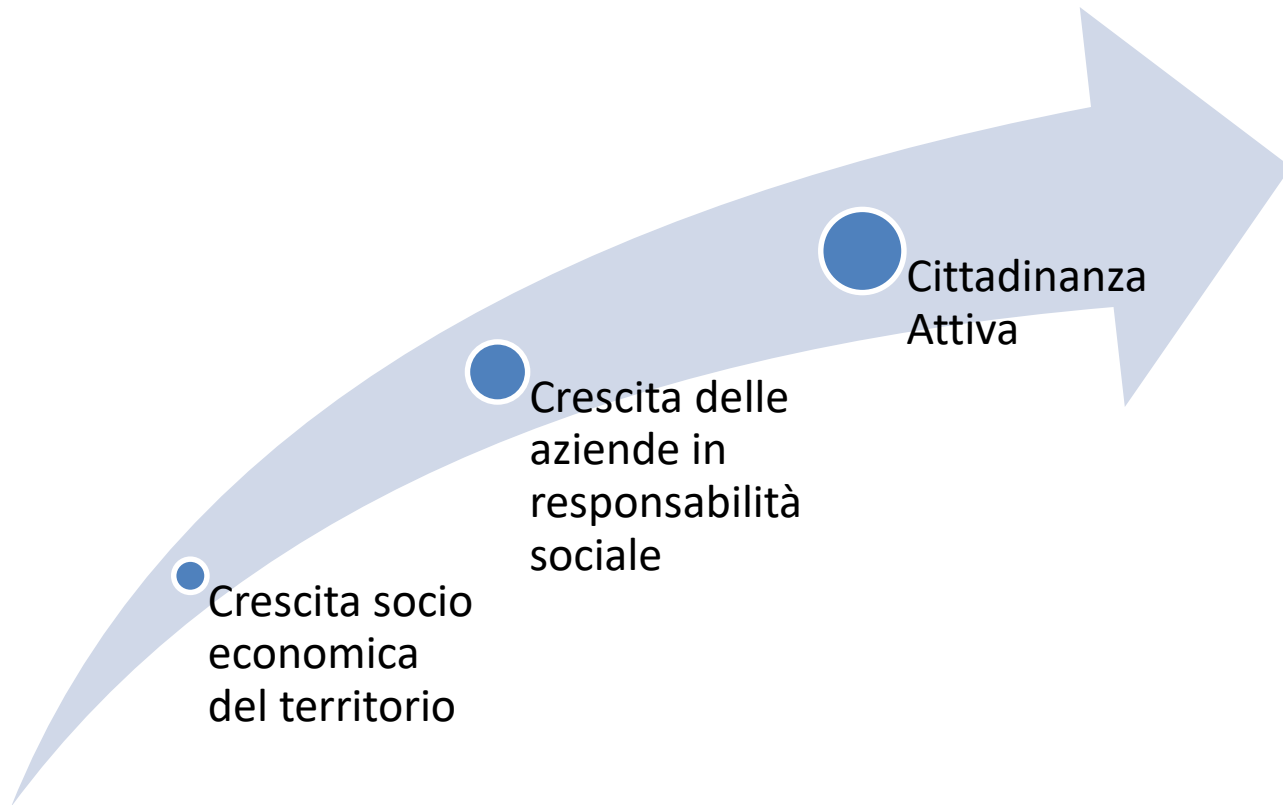 Cittadinanza
Attiva
Crescita delle
aziende in
responsabilità
sociale
Crescita socio
economica
del territorio